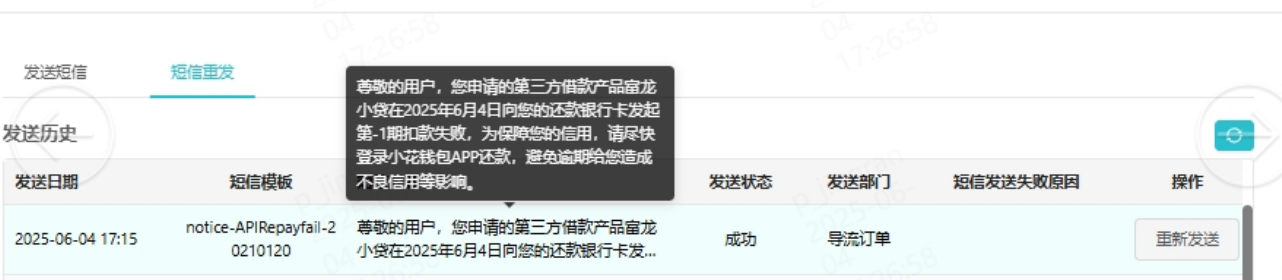 发送短信
短信重发
尊敬的用户，您申请的第三方借款产品富龙
小贷在2025年6月4日向您的还款银行卡发起
第-1期扣款失败，为保障您的信用，请尽快
登录小花钱包APP还款，避免逾期给您造成
不良信用等影响。
发送历史
发送日期
短信模板
发送状态
发送部门
短信发送失败原因
操作
2025-06-04 17:15
notice-APIRepayfail-2
0210120
尊敬的用户，您申请的第三方借款产品富龙
小贷在2025年6月4日向您的还款银行卡发...
成功
导流订单
重新发送